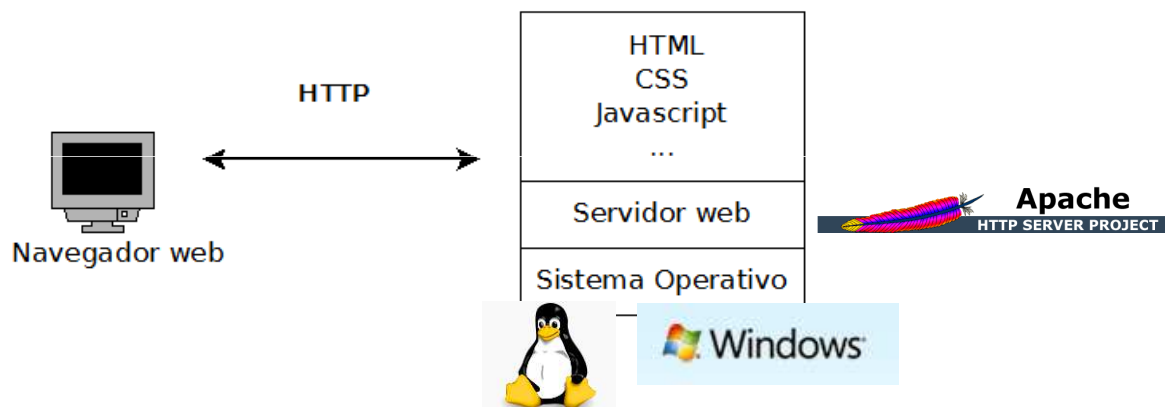 HTML
CSS
HTTP
Javascript
...
Servidor web
Apache
HTTP SERVER PROJECT
Navegador web
Sistema Operativo
Windows